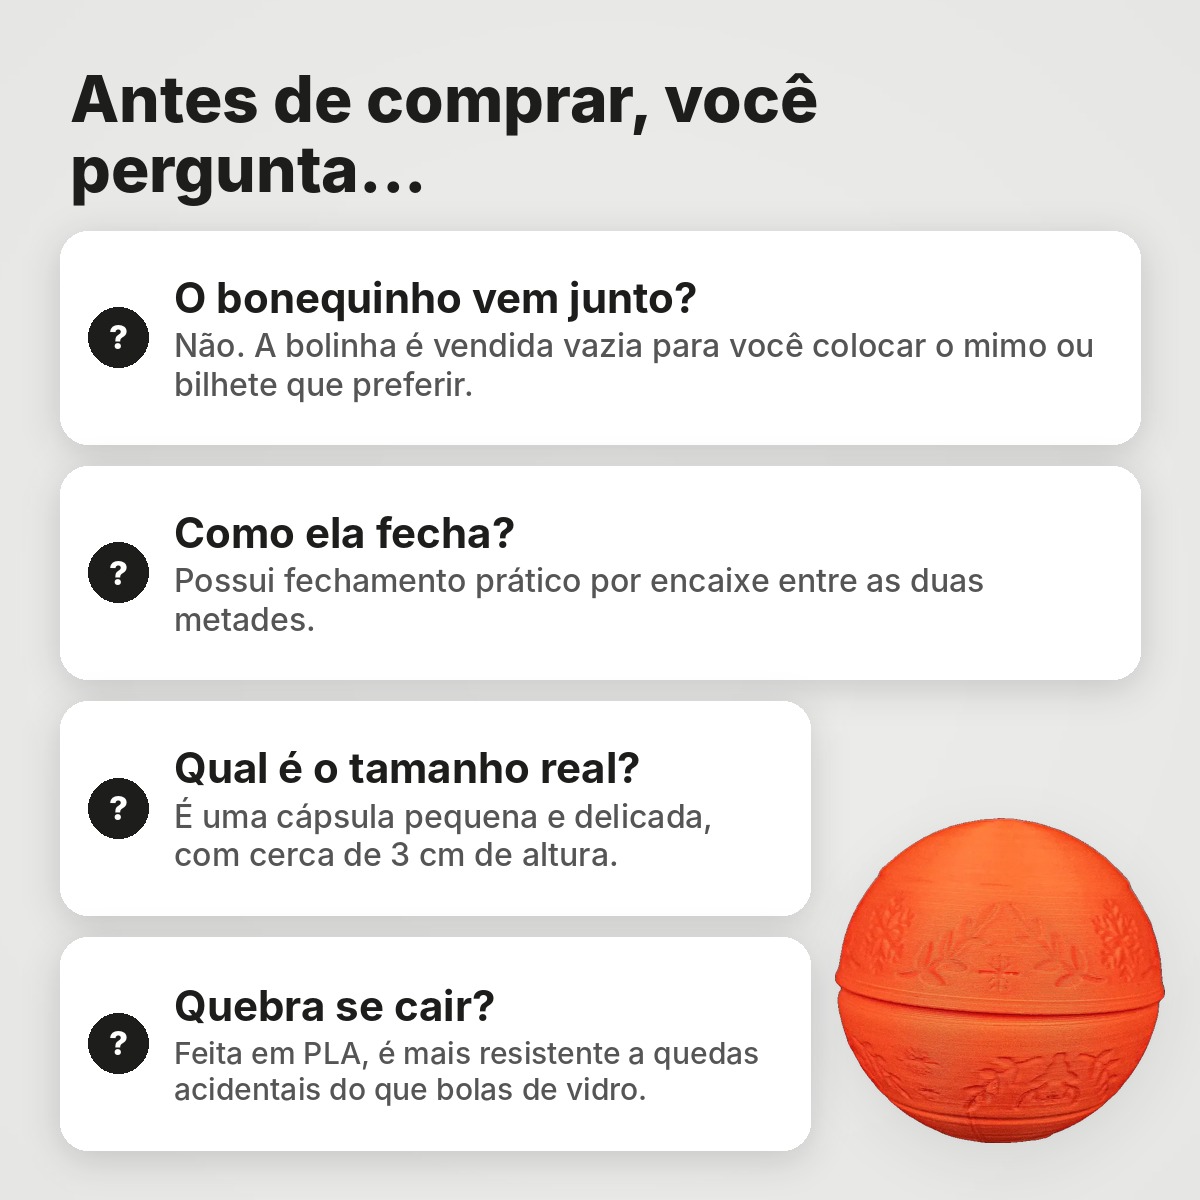 Antes de comprar, você
pergunta...
?
O bonequinho vem junto?
Não. A bolinha é vendida vazia para você colocar o mimo ou
bilhete que preferir.
?
Como ela fecha?
Possui fechamento prático por encaixe entre as duas
metades.
?
Qual é o tamanho real?
É uma cápsula pequena e delicada,
com cerca de 3 cm de altura.
?
Quebra se cair?
Feita em PLA, é mais resistente a quedas
acidentais do que bolas de vidro.